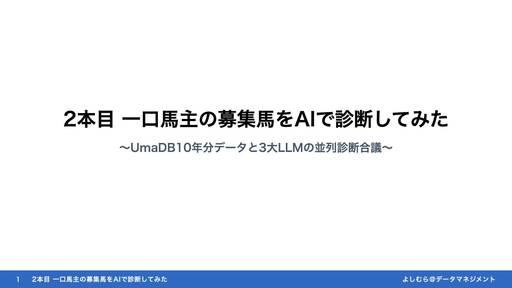 2本目 一口馬主の募集馬をAIで診断してみた
〜UmaDB10年分データと3大LLMの並列診断合議〜
1 2本目 一口馬主の募集馬をAIで診断してみた よしむら@データマネジメント